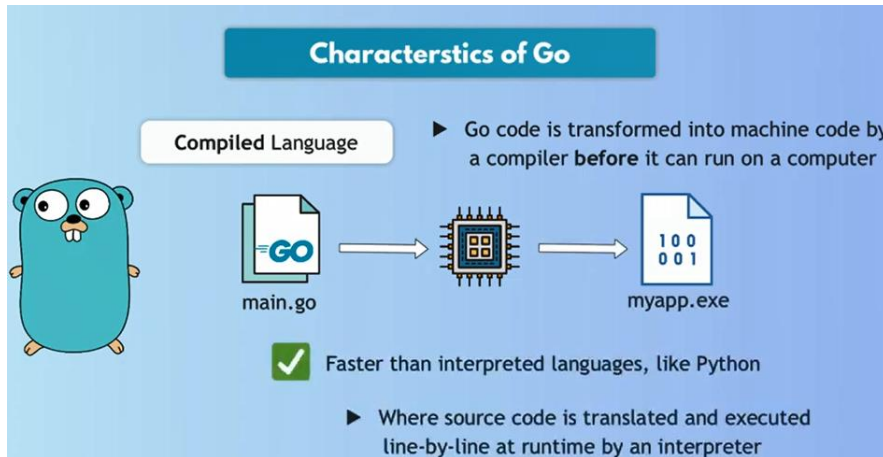 Characterstics of Go
Compiled Language
▶ Go code is transformed into machine code by
a compiler before it can run on a computer
GO
100
001
main.go
myapp.exe
Faster than interpreted languages, like Python
▶ Where source code is translated and executed
line-by-line at runtime by an interpreter